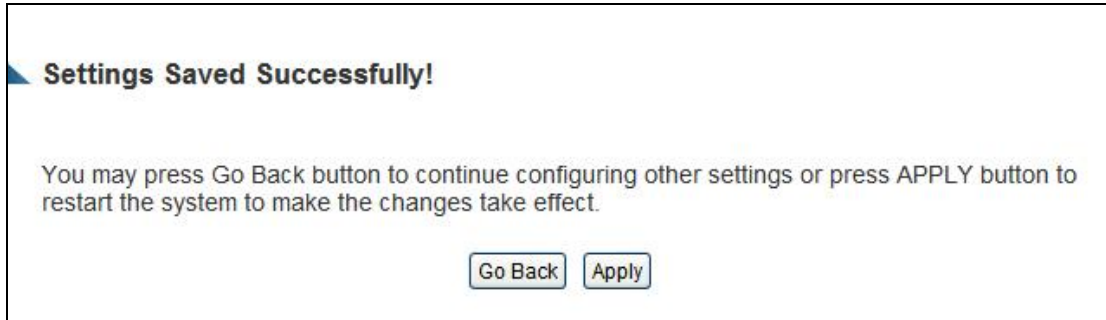 Settings Saved Successfully!
You may press Go Back button to continue configuring other settings or press APPLY button to
restart the system to make the changes take effect.
Go Back Apply